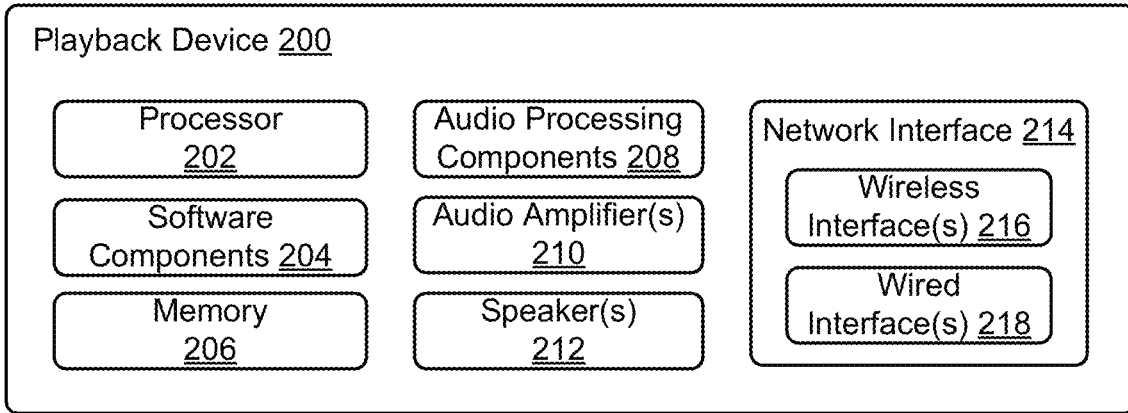 Playback Device 200
Processor
202
Software
Components 204
Memory
206
Audio Processing
Components 208
Audio Amplifier(s)
210
Speaker(s)
212
Network Interface 214
Wireless
Interface(s) 216
Wired
Interface(s) 218